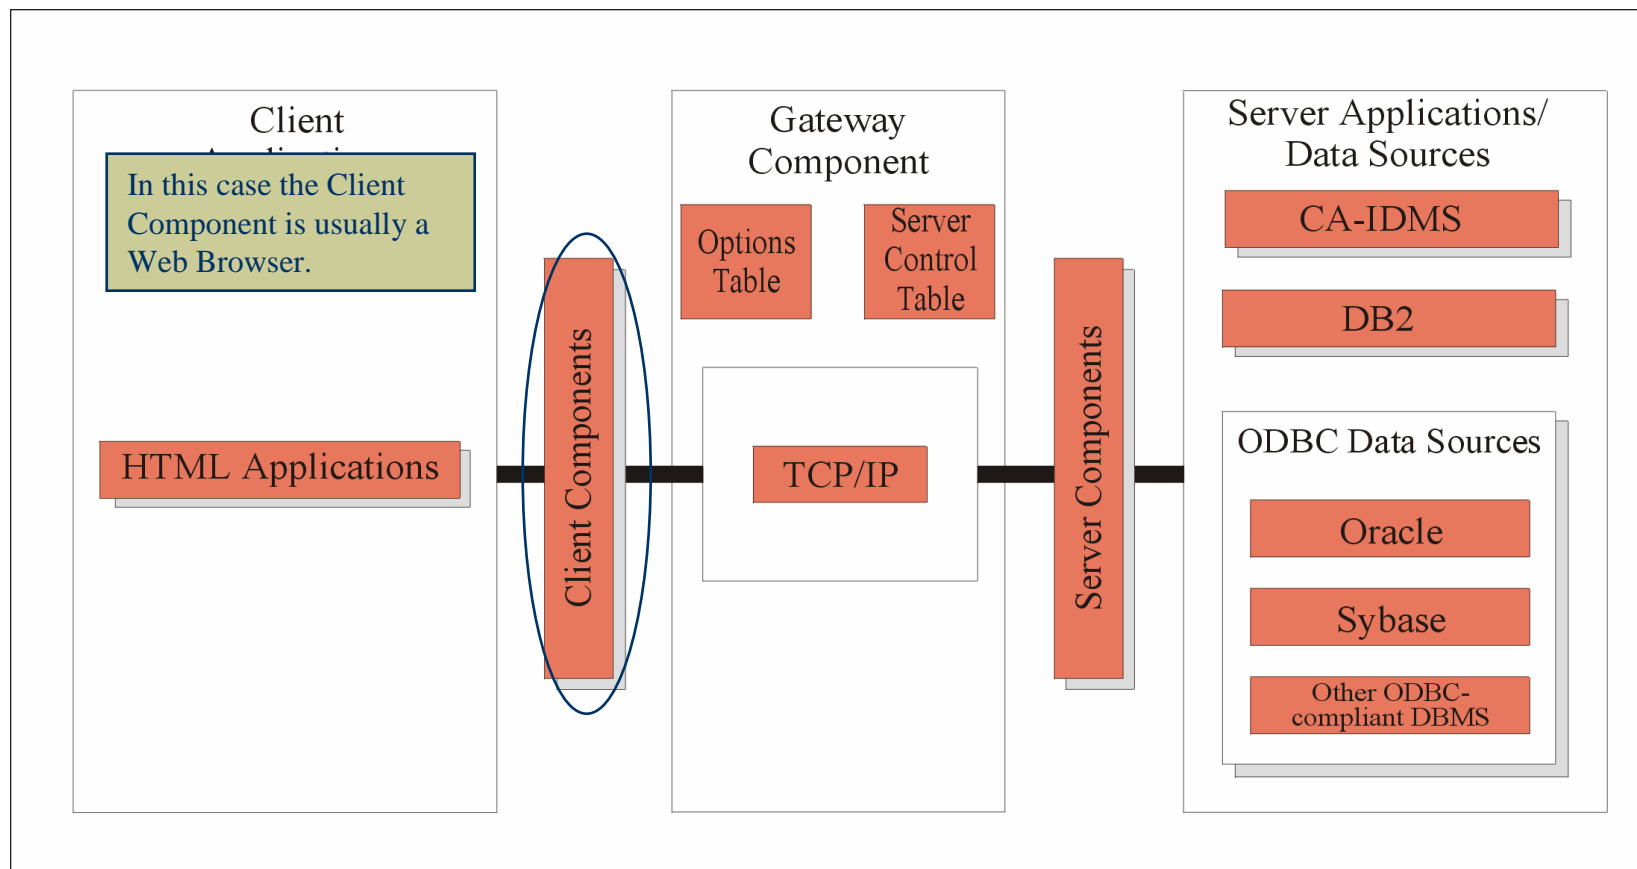 Client
In this case the Client
Component is usually a
Web Browser.
HTML Applications
Client Components
Gateway
Component
Options
Table
Server
Control
Table
TCP/IP
Server Components
Server Applications/
Data Sources
CA-IDMS
DB2
ODBC Data Sources
Oracle
Sybase
Other ODBC-
compliant DBMS